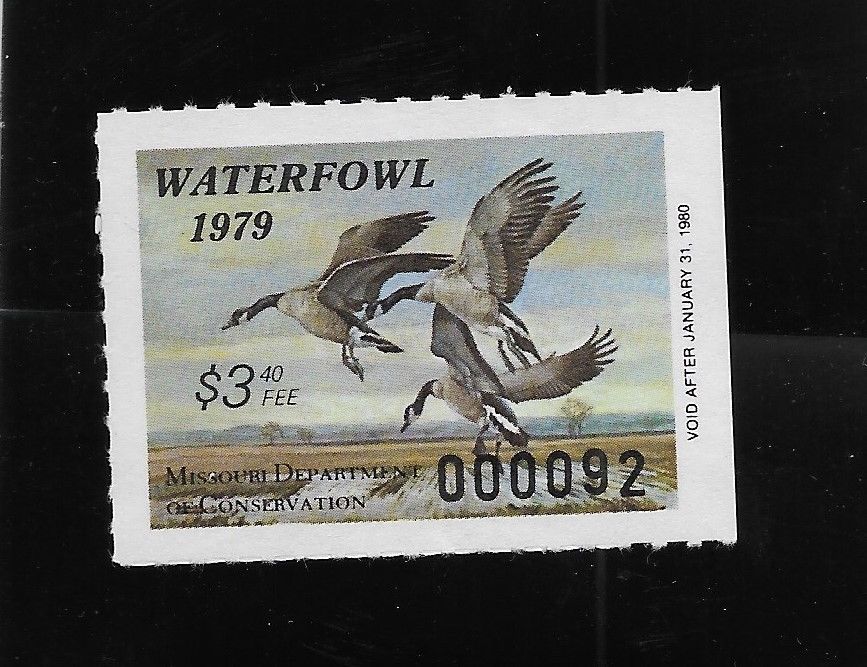 WATERFOWL
1979
$3 40
FEE
MISSOURI DEPARTMENT
OF CONSERVATION
000092
VOID AFTER JANUARY 31, 1980